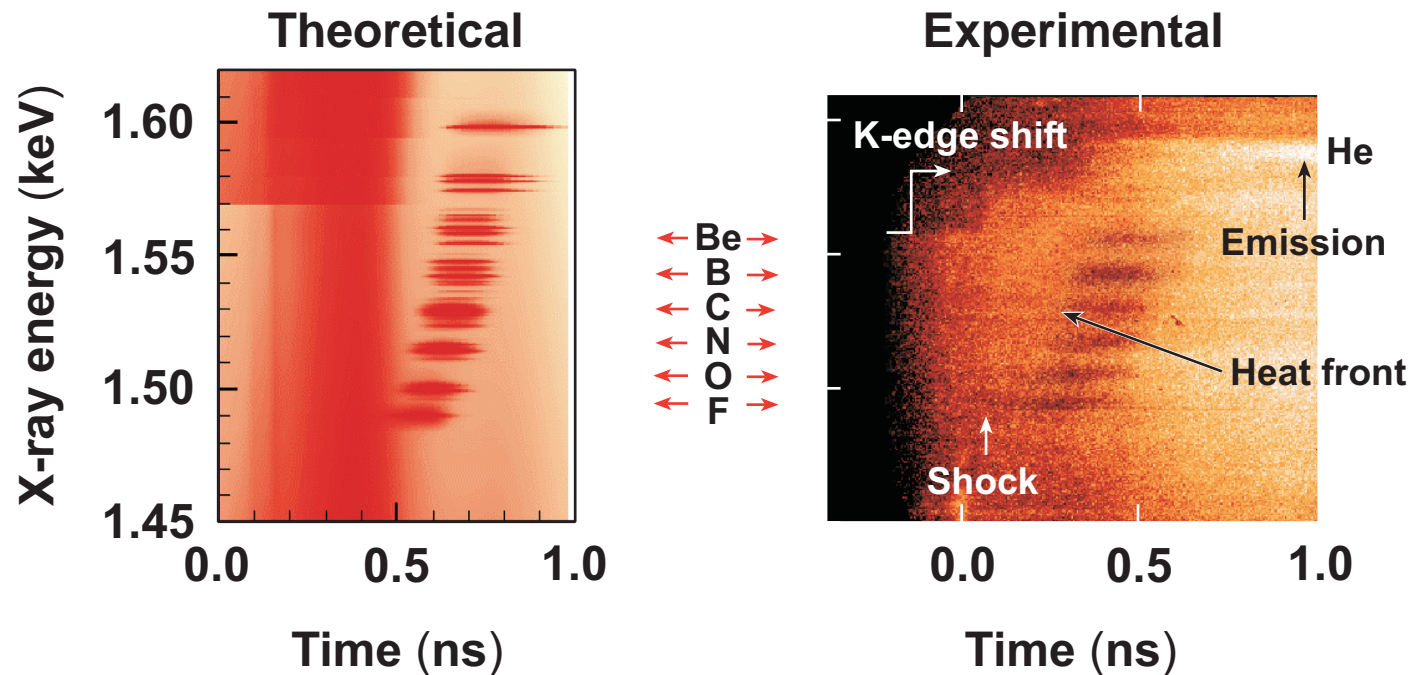 Theoretical
X-ray energy (keV)
1.60
1.55
1.50
1.45
0.0 0.5 1.0
Time (ns)
Be
B
C
N
O
F
Experimental
K-edge shift
He
Emission
Heat front
Shock
0.0 0.5 1.0
Time (ns)